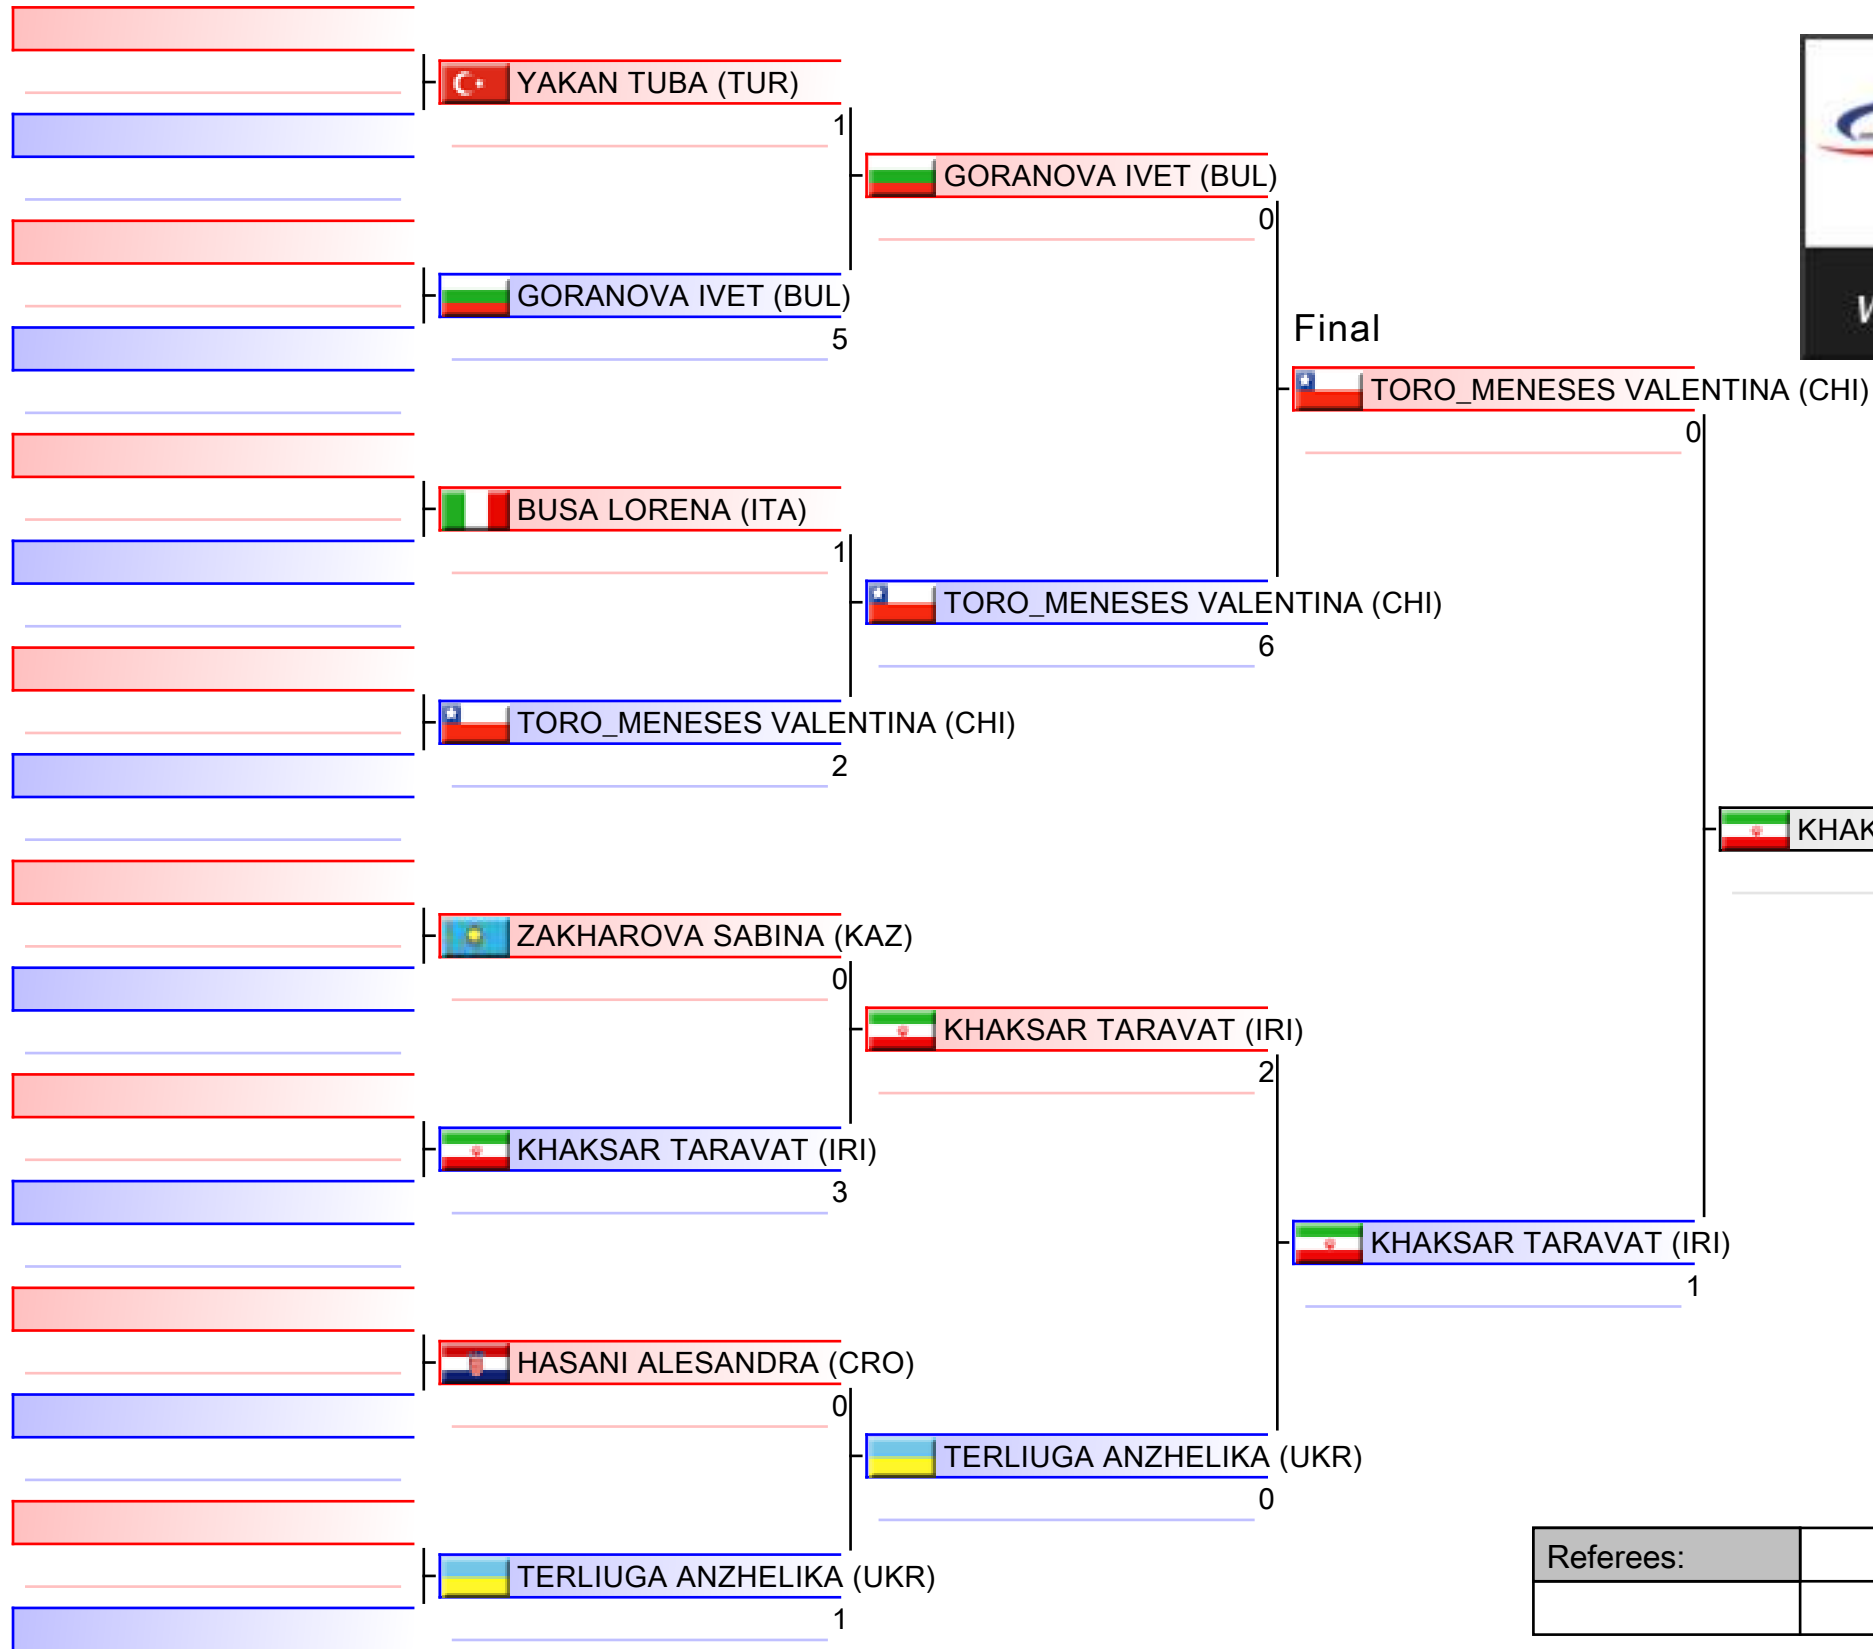 YAKAN TUBA (TUR)
1
GORANOVA IVET (BUL)
0
GORANOVA IVET (BUL)
5
Final
TORO_MENESES VALENTINA (CHI)
0
BUSA LORENA (ITA)
1
TORO_MENESES VALENTINA (CHI)
6
TORO_MENESES VALENTINA (CHI)
2
KHAK
ZAKHAROVA SABINA (KAZ)
0
KHAKSAR TARAVAT (IRI)
2
KHAKSAR TARAVAT (IRI)
3
KHAKSAR TARAVAT (IRI)
1
HASANI ALESANDRA (CRO)
0
TERLIUGA ANZHELIKA (UKR)
0
TERLIUGA ANZHELIKA (UKR)
1
Referees: